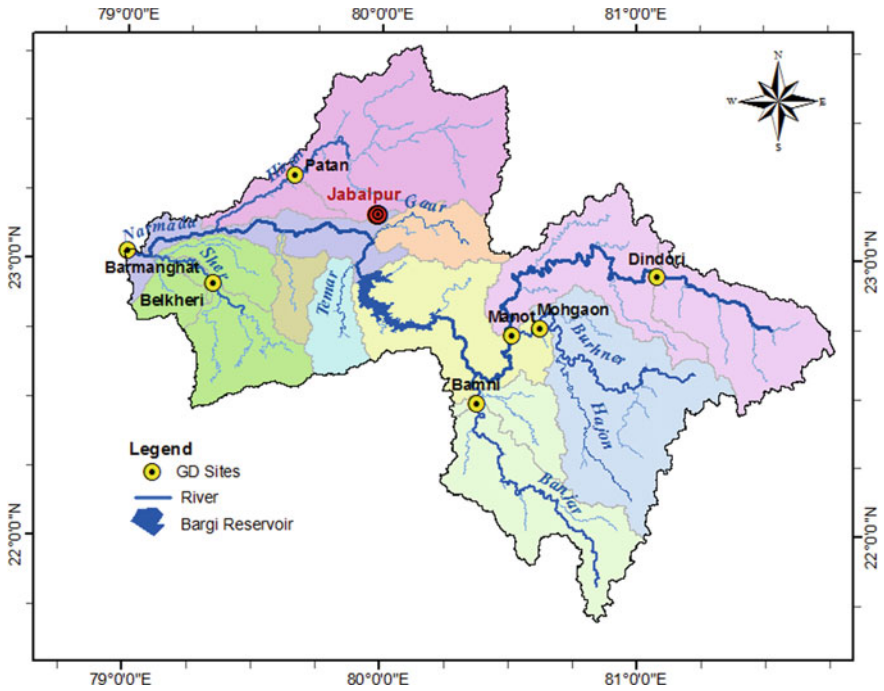 79°0'0"E 80°0'0"E 81°0'0"E
N
W E
S
Hiran
Patan
Jabalpur
Gaur
Narmada
23°0'0"N
23°0'0"N
Barmanghat
Sher
Belkheri
Temar
Dindori
Manot
Mohgaon
Burhner
Bamni
Hajon
Banjar
Legend
GD Sites
River
Bargi Reservoir
22°0'0"N
22°0'0"N
79°0'0"E 80°0'0"E 81°0'0"E